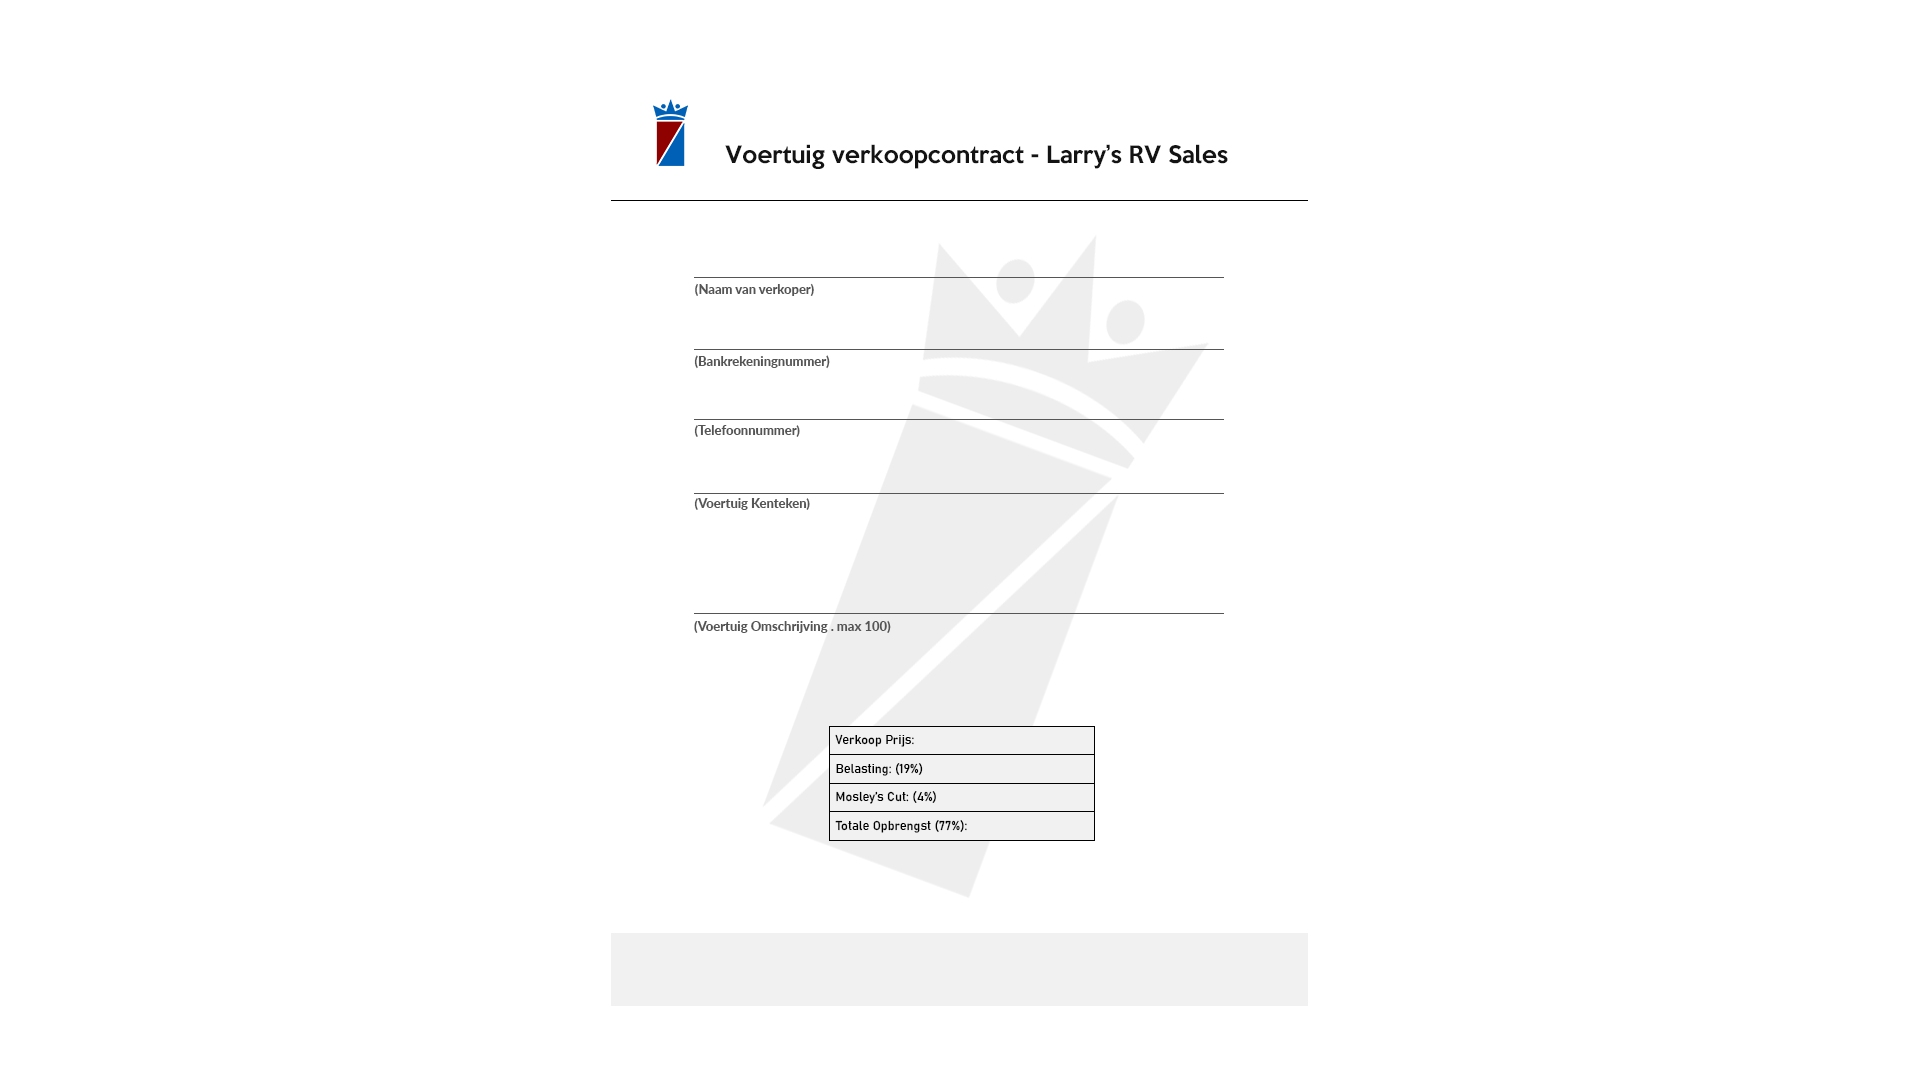 Voertuig verkoopcontract - Larry's RV Sales
(Naam van verkoper)
(Bankrekeningnummer)
(Telefoonnummer)
(Voertuig Kenteken)
(Voertuig Omschrijving . max 100)
Verkoop Prijs:
Belasting: (19%)
Mosley's Cut: (4%)
Totale Opbrengst (77%):